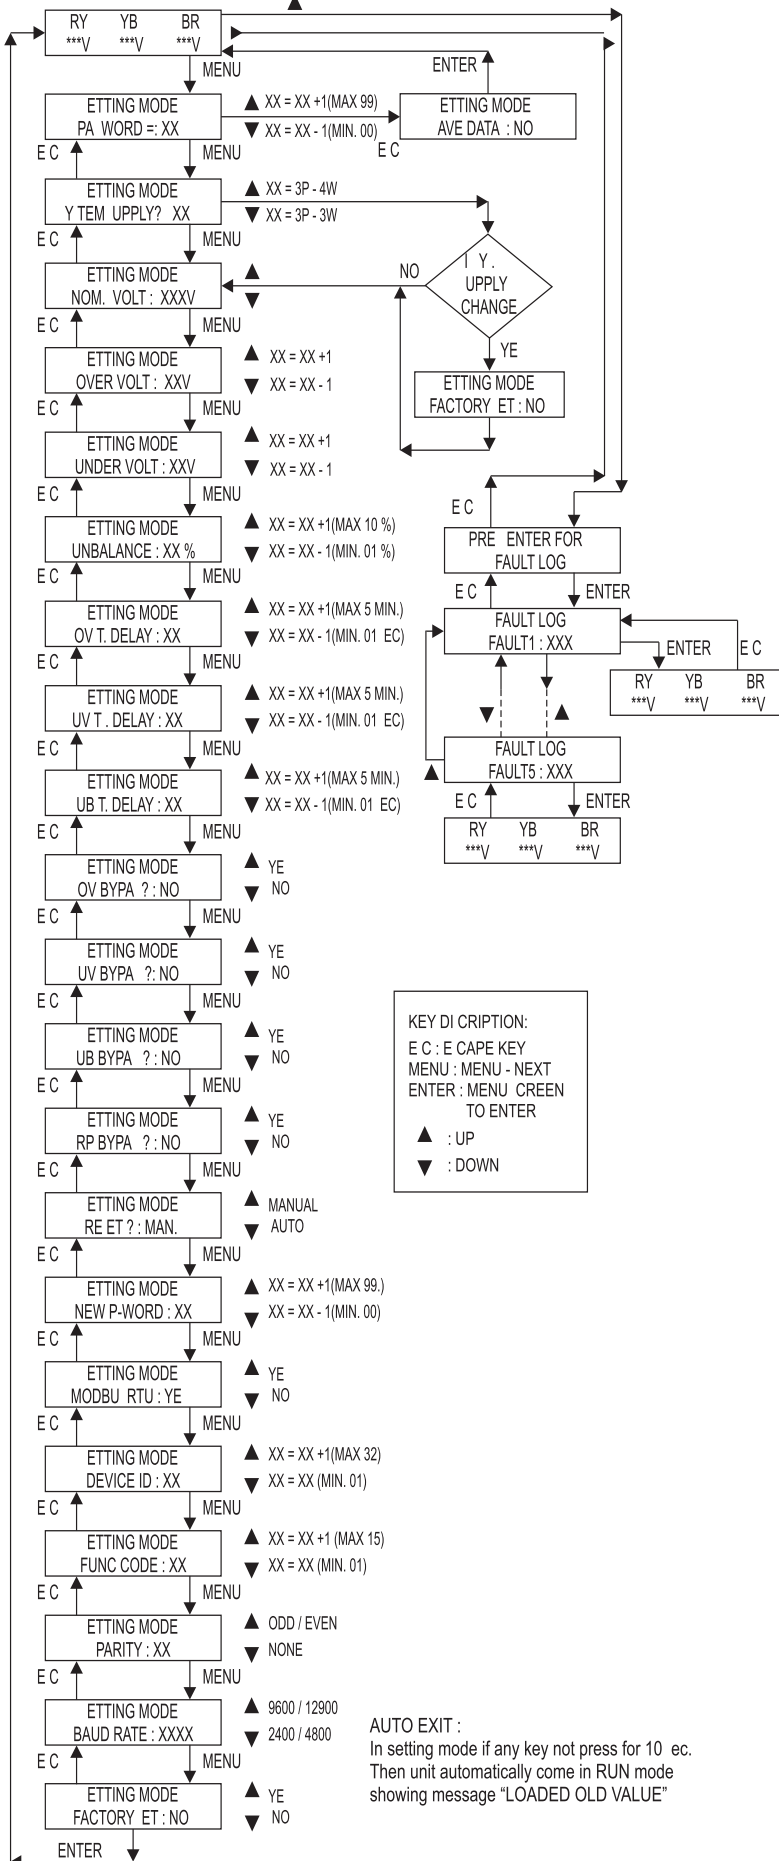 RY YB BR
***V ***V ***V
MENU
ENTER
ETTING MODE
PA WORD =: XX
XX = XX +1(MAX 99)
XX = XX - 1(MIN. 00)
ETTING MODE
AVE DATA : NO
E C
E C
MENU
ETTING MODE
Y TEM UPPLY? XX
XX = 3P - 4W
XX = 3P - 3W
E C
MENU
ETTING MODE
NOM. VOLT : XXXV
NO
I Y.
UPPLY
CHANGE
YE
ETTING MODE
FACTORY ET : NO
E C
MENU
ETTING MODE
OVER VOLT : XXV
XX = XX +1
XX = XX - 1
E C
MENU
ETTING MODE
UNDER VOLT : XXV
XX = XX +1
XX = XX - 1
E C
MENU
ETTING MODE
UNBALANCE : XX %
XX = XX +1(MAX 10 %)
XX = XX - 1(MIN. 01 %)
E C
MENU
ETTING MODE
OV T. DELAY : XX
XX = XX +1(MAX 5 MIN.)
XX = XX - 1(MIN. 01 EC)
E C
MENU
ETTING MODE
UV T . DELAY : XX
XX = XX +1(MAX 5 MIN.)
XX = XX - 1(MIN. 01 EC)
E C
MENU
ETTING MODE
UB T. DELAY : XX
XX = XX +1(MAX 5 MIN.)
XX = XX - 1(MIN. 01 EC)
E C
MENU
ETTING MODE
OV BYPA ? : NO
YE
NO
E C
MENU
ETTING MODE
UV BYPA ?: NO
YE
NO
E C
MENU
ETTING MODE
UB BYPA ? : NO
YE
NO
E C
MENU
ETTING MODE
RP BYPA ? : NO
YE
NO
E C
MENU
ETTING MODE
RE ET ? : MAN.
MANUAL
AUTO
E C
MENU
ETTING MODE
NEW P-WORD : XX
XX = XX +1(MAX 99.)
XX = XX - 1(MIN. 00)
E C
MENU
ETTING MODE
MODBU RTU : YE
YE
NO
E C
MENU
ETTING MODE
DEVICE ID : XX
XX = XX +1(MAX 32)
XX = XX (MIN. 01)
E C
MENU
ETTING MODE
FUNC CODE : XX
XX = XX +1 (MAX 15)
XX = XX (MIN. 01)
E C
MENU
ETTING MODE
PARITY : XX
ODD / EVEN
NONE
E C
MENU
ETTING MODE
BAUD RATE : XXXX
9600 / 12900
2400 / 4800
E C
MENU
ETTING MODE
FACTORY ET : NO
YE
NO
ENTER
E C
PRE ENTER FOR
FAULT LOG
E C
ENTER
FAULT LOG
FAULT1 : XXX
ENTER
E C
RY YB BR
***V ***V ***V
FAULT LOG
FAULT5 : XXX
E C
ENTER
RY YB BR
***V ***V ***V
KEY DI CRIPTION:
E C : E CAPE KEY
MENU : MENU - NEXT
ENTER : MENU CREEN
TO ENTER
▲ : UP
▼ : DOWN
AUTO EXIT :
In setting mode if any key not press for 10 ec.
Then unit automatically come in RUN mode
showing message “LOADED OLD VALUE”